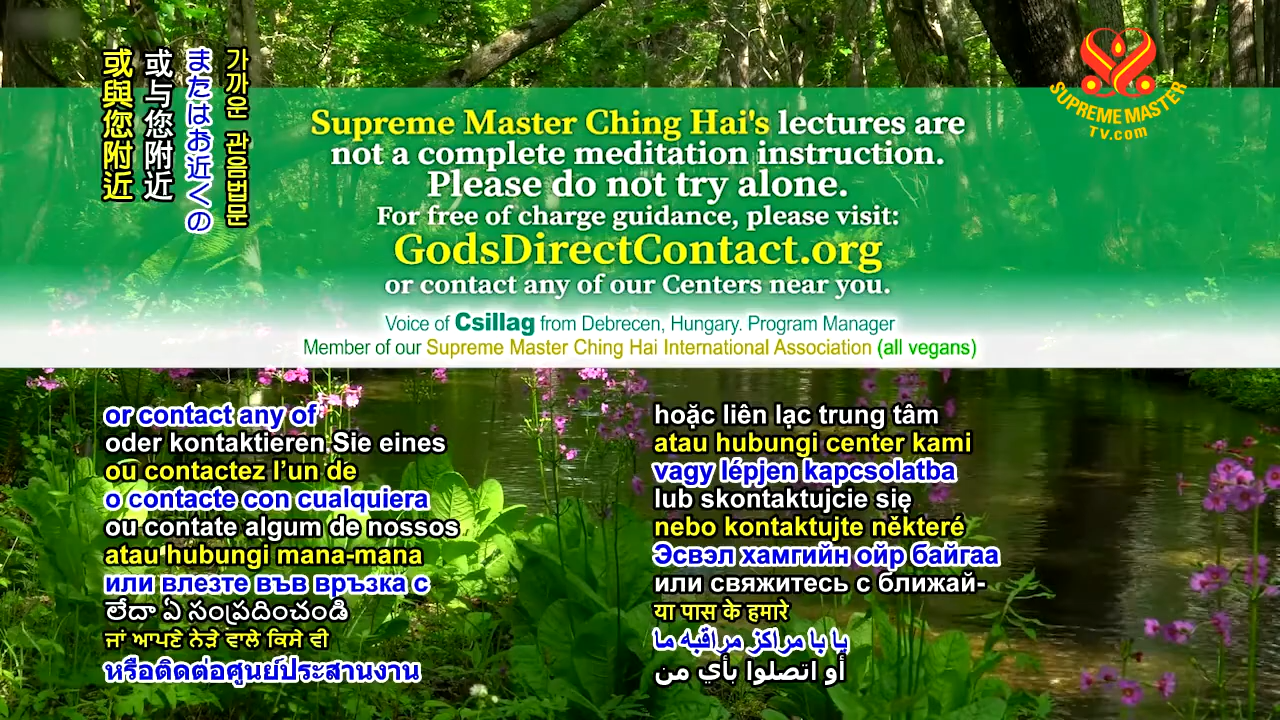 或與您附近
或与您附近
またはお近くの
가까운 관음법문
SUPREME MASTER
TV.com
Supreme Master Ching Hai's lectures are
not a complete meditation instruction.
Please do not try alone.
For free of charge guidance, please visit:
GodsDirectContact.org
or contact any of our Centers near you.
Voice of Csillag from Debrecen, Hungary. Program Manager
Member of our Supreme Master Ching Hai International Association (all vegans)
or contact any of
oder kontaktieren Sie eines
ou contactez l’un de
o contacte con cualquiera
ou contate algum de nossos
atau hubungi mana-mana
или влезте във връзка с
లేదా ఏ సంప్రదించండి
ਜਾਂ ਆਪਣੇ ਨੇੜੇ ਵਾਲੇ ਕਿਸੇ ਵੀ
หรือติดต่อศูนย์ประสานงาน
hoặc liên lạc trung tâm
atau hubungi center kami
vagy lépjen kapcsolatba
lub skontaktujcie się
nebo kontaktujte některé
Эсвэл хамгийн ойр байгаа
или свяжитесь с ближай-
या पास के हमारे
یا با مراکز مراقبه ما
أو اتصلوا بأي من